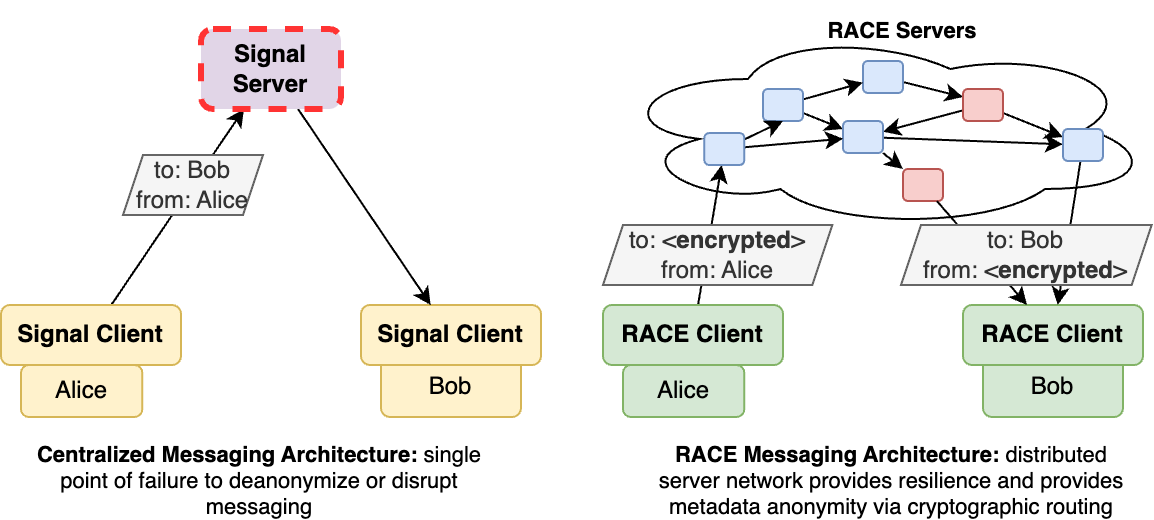 Signal
Server
to: Bob
from: Alice
Signal Client
Alice
Signal Client
Bob
Centralized Messaging Architecture: single
point of failure to deanonymize or disrupt
messaging
RACE Servers
to: <encrypted>
from: Alice
to: Bob
from: <encrypted>
RACE Client
Alice
RACE Client
Bob
RACE Messaging Architecture: distributed
server network provides resilience and provides
metadata anonymity via cryptographic routing